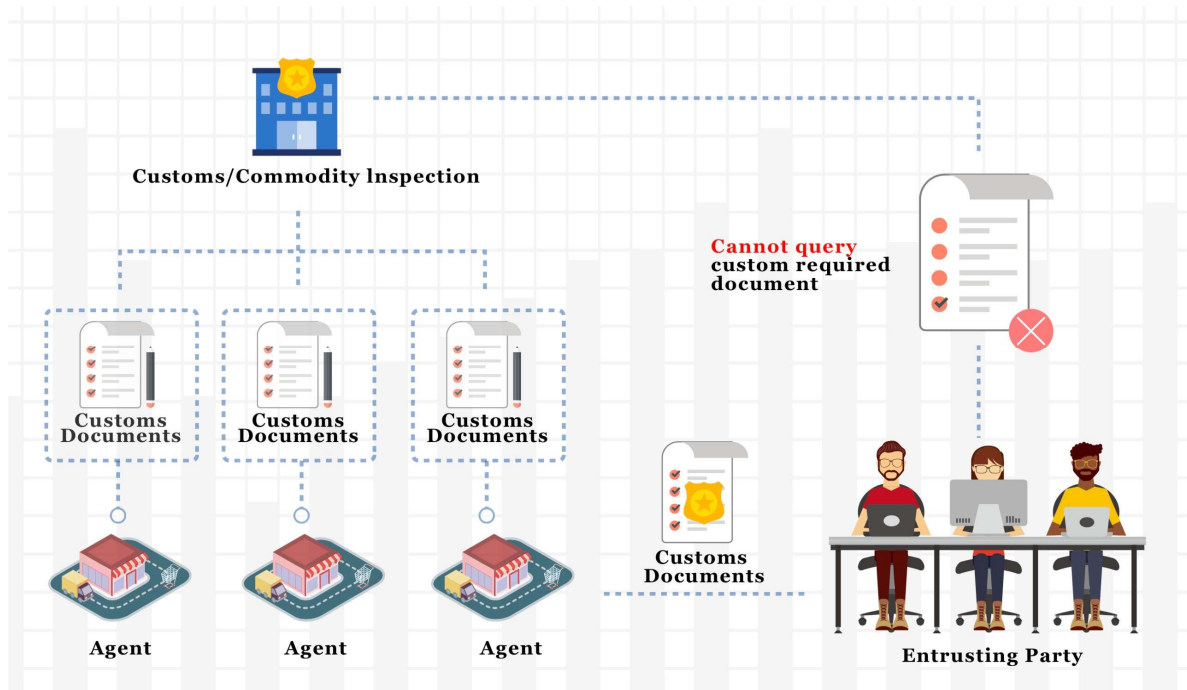 Customs/Commodity lnspection
Cannot query
custom required
document
Customs
Documents
Customs
Documents
Customs
Documents
Customs
Documents
Agent
Agent
Agent
Entrusting Party